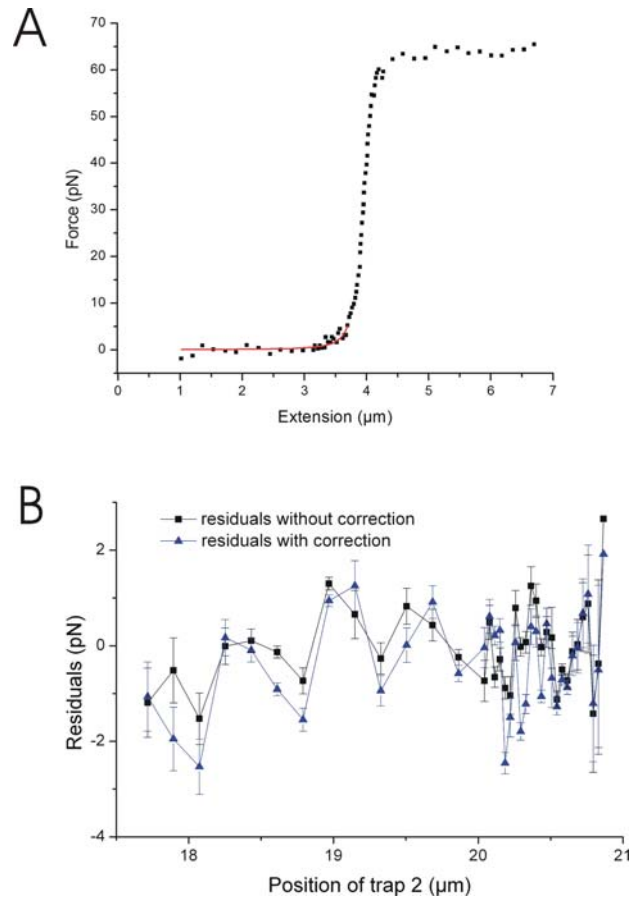 A
70
60
50
40
30
20
10
0
Force (pN)
0 1 2 3 4 5 6 7
Extension (µm)
B
residuals without correction
residuals with correction
2
0
-2
-4
Residuals (pN)
18 19 20 21
Position of trap 2 (µm)